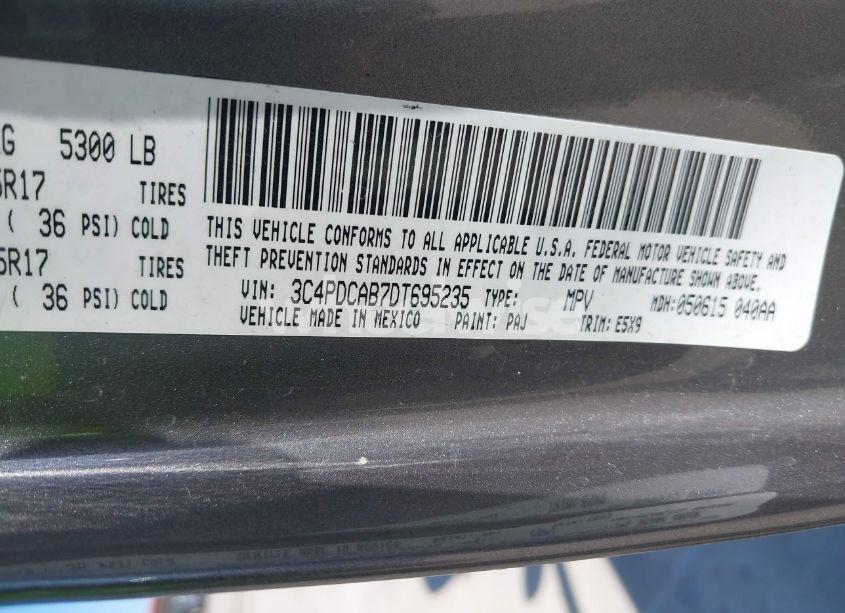 5300 LB
R17 TIRES
( 36 PSI) COLD
5R17 TIRES
( 36 PSI) COLD
THIS VEHICLE CONFORMS TO ALL APPLICABLE U.S.A. FEDERAL MOTOR VEHICLE SAFETY AND
THEFT PREVENTION STANDARDS IN EFFECT ON THE DATE OF MANUFACTURE SHOWN ABOVE.
VIN: 3C4PDCAB7DT695235 TYPE: MPV MDH:050615 040AA
VEHICLE MADE IN MEXICO PAINT: PAJ TRIM: E5X9